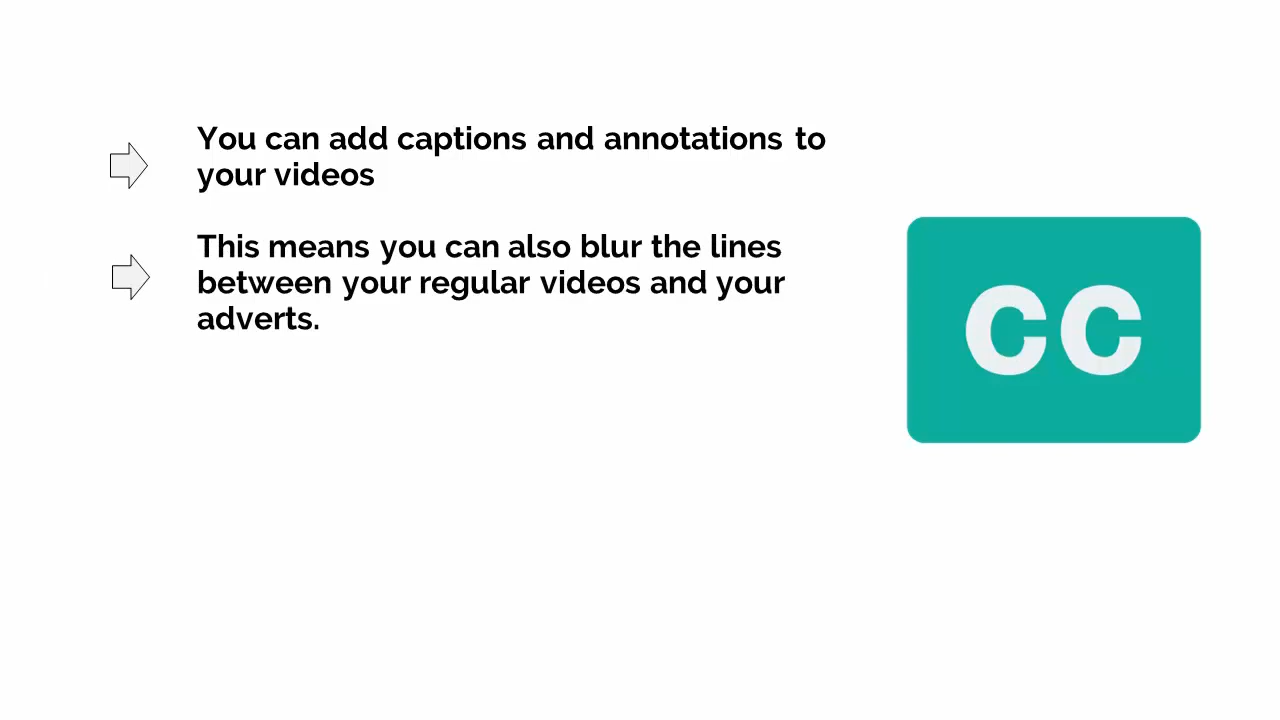 You can add captions and annotations to
your videos
This means you can also blur the lines
between your regular videos and your
adverts.
CC